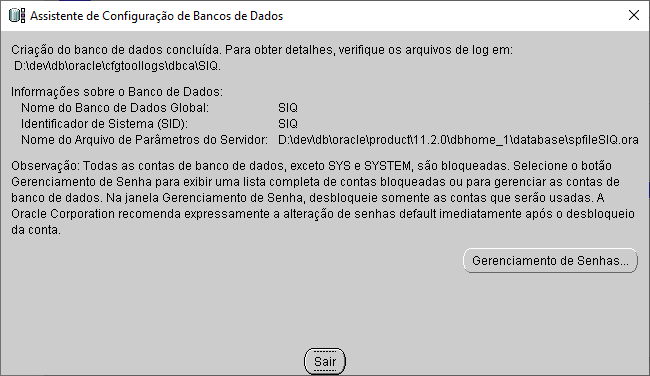 Assistente de Configuração de Bancos de Dados
Criação do banco de dados concluída. Para obter detalhes, verifique os arquivos de log em:
D:\dev\db\oracle\cfgtoollogs\dbca\SIQ.
Informações sobre o Banco de Dados:
Nome do Banco de Dados Global: SIQ
Identificador de Sistema (SID): SIQ
Nome do Arquivo de Parâmetros do Servidor: D:\dev\db\oracle\product\11.2.0\dbhome_1\database\spfileSIQ.ora
Observação: Todas as contas de banco de dados, exceto SYS e SYSTEM, são bloqueadas. Selecione o botão
Gerenciamento de Senha para exibir uma lista completa de contas bloqueadas ou para gerenciar as contas de
banco de dados. Na janela Gerenciamento de Senha, desbloqueie somente as contas que serão usadas. A
Oracle Corporation recomenda expressamente a alteração de senhas default imediatamente após o desbloqueio
da conta.
Gerenciamento de Senhas...
Sair